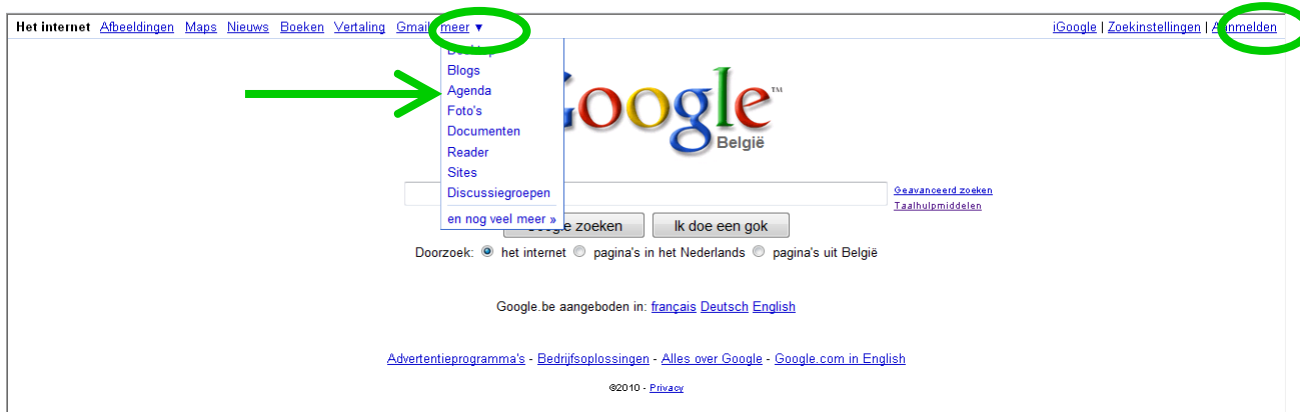 Het internet Afbeeldingen Maps Nieuws Boeken Vertaling Gmail meer ▼ iGoogle | Zoekinstellingen | Aanmelden
Blogs
Agenda
Foto's
Documenten
Reader
Sites
Discussiegroepen
en nog veel meer »
Google™
België
Geavanceerd zoeken
Taalhulpmiddelen
Google zoeken Ik doe een gok
Doorzoek: het internet pagina's in het Nederlands pagina's uit België
Google.be aangeboden in: français Deutsch English
Advertentieprogramma's - Bedrijfsoplossingen - Alles over Google - Google.com in English
©2010 - Privacy